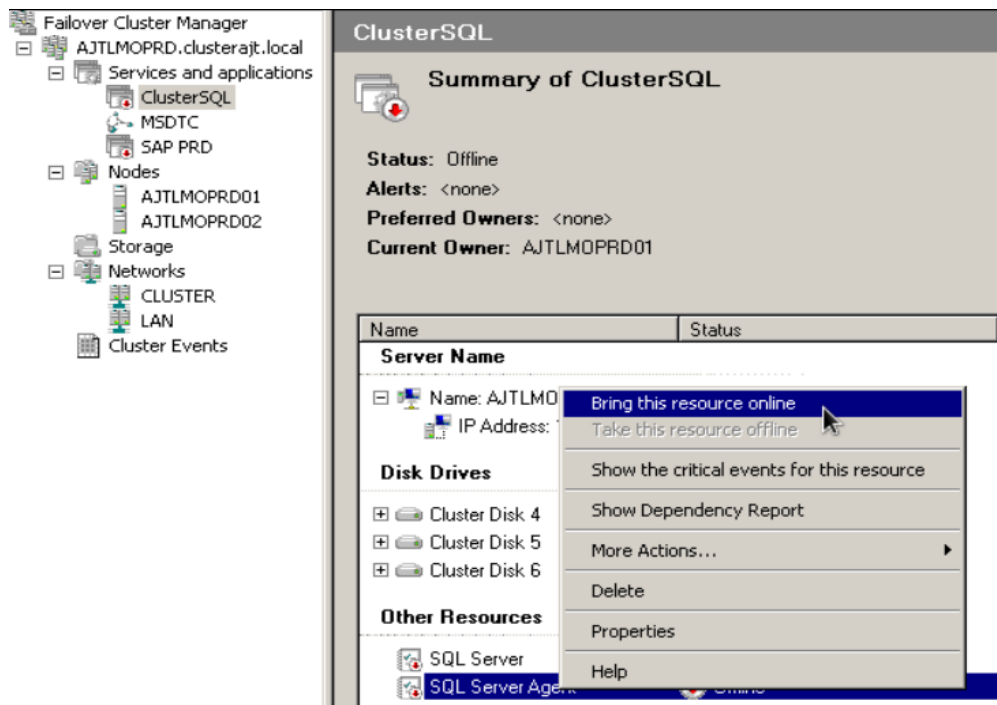 Failover Cluster Manager
AJTLMOPRD.clusterajt.local
Services and applications
ClusterSQL
MSDTC
SAP PRD
Nodes
AJTLMOPRD01
AJTLMOPRD02
Storage
Networks
CLUSTER
LAN
Cluster Events
ClusterSQL
Summary of ClusterSQL
Status: Offline
Alerts: <none>
Preferred Owners: <none>
Current Owner: AJTLMOPRD01
Name Status
Server Name
Name: AJTLMO
IP Address:
Disk Drives
Cluster Disk 4
Cluster Disk 5
Cluster Disk 6
Other Resources
SQL Server
SQL Server Agent
Bring this resource online
Take this resource offline
Show the critical events for this resource
Show Dependency Report
More Actions...
Delete
Properties
Help